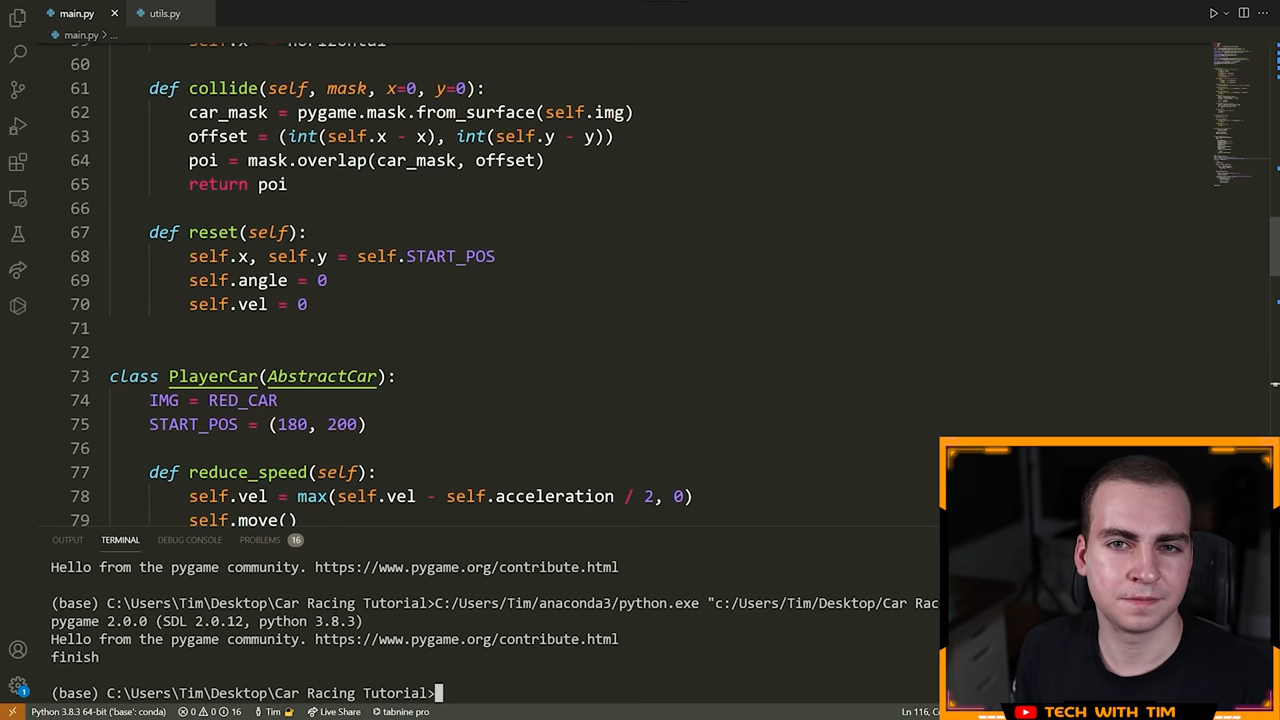 main.py
utils.py
main.py > ...
59 self.x -= horizontal
60
61 def collide(self, mask, x=0, y=0):
62 car_mask = pygame.mask.from_surface(self.img)
63 offset = (int(self.x - x), int(self.y - y))
64 poi = mask.overlap(car_mask, offset)
65 return poi
66
67 def reset(self):
68 self.x, self.y = self.START_POS
69 self.angle = 0
70 self.vel = 0
71
72
73 class PlayerCar(AbstractCar):
74 IMG = RED_CAR
75 START_POS = (180, 200)
76
77 def reduce_speed(self):
78 self.vel = max(self.vel - self.acceleration / 2, 0)
79 self.move()
OUTPUT TERMINAL DEBUG CONSOLE PROBLEMS 16
Hello from the pygame community. https://www.pygame.org/contribute.html
(base) C:\Users\Tim\Desktop\Car Racing Tutorial>C:/Users/Tim/anaconda3/python.exe "c:/Users/Tim/Desktop/Car Rac
pygame 2.0.0 (SDL 2.0.12, python 3.8.3)
Hello from the pygame community. https://www.pygame.org/contribute.html
finish
(base) C:\Users\Tim\Desktop\Car Racing Tutorial>
1
Python 3.8.3 64-bit ('base': conda) 0 0 16 Tim Live Share tabnine pro Ln 116, Co
TECH WITH TIM